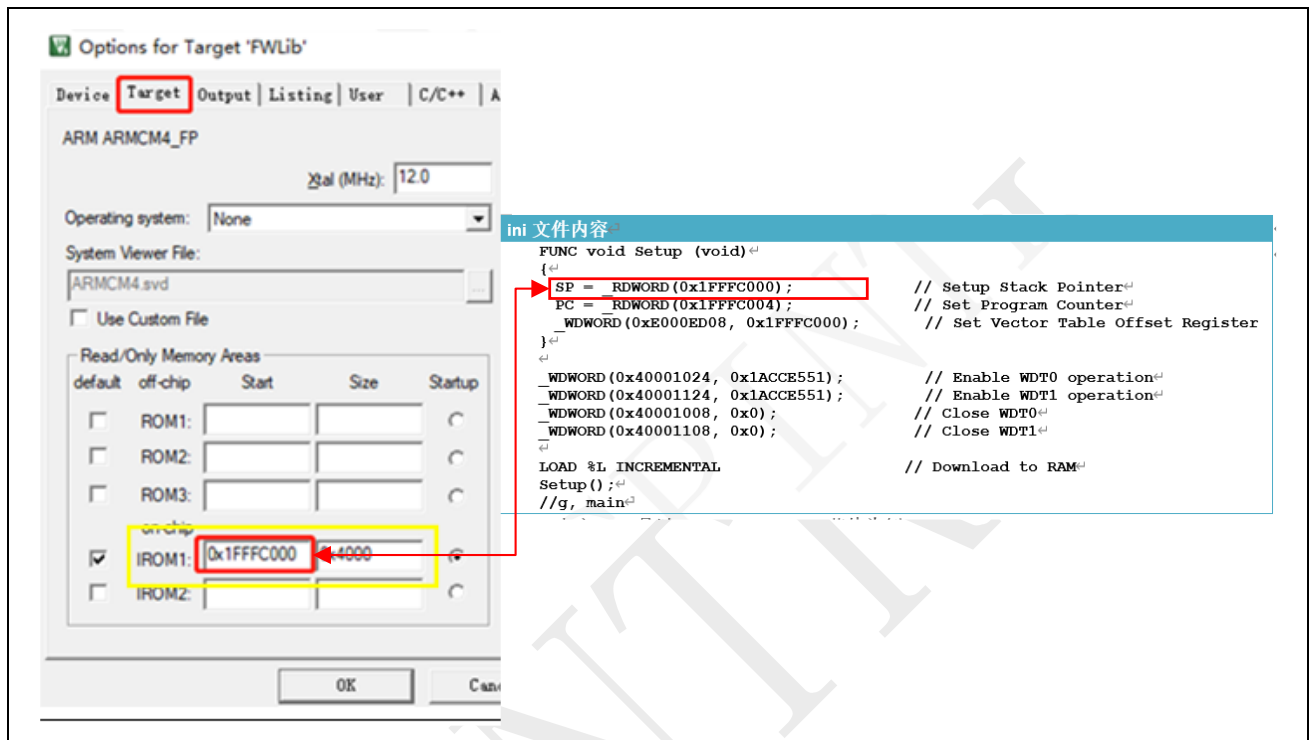 Options for Target 'FWLib'
Device Target Output Listing User C/C++ A
ARM ARMCM4_FP
Xtal (MHz): 12.0
Operating system: None
System Viewer File:
ARMCM4.svd ...
Use Custom File
Read/Only Memory Areas
default off-chip Start Size Startup
ROM1:
ROM2:
ROM3:
on-chip
IROM1: 0x1FFFC000 0x4000
IROM2:
OK Canc
ini 文件内容↵
FUNC void Setup (void)↵
{↵
SP = _RDWORD(0x1FFFC000); // Setup Stack Pointer↵
PC = _RDWORD(0x1FFFC004); // Set Program Counter↵
_WDWORD(0xE000ED08, 0x1FFFC000); // Set Vector Table Offset Register
}↵
↵
_WDWORD(0x40001024, 0x1ACCE551); // Enable WDT0 operation↵
_WDWORD(0x40001124, 0x1ACCE551); // Enable WDT1 operation↵
_WDWORD(0x40001008, 0x0); // Close WDT0↵
_WDWORD(0x40001108, 0x0); // Close WDT1↵
↵
LOAD %L INCREMENTAL // Download to RAM↵
Setup();↵
//g, main↵